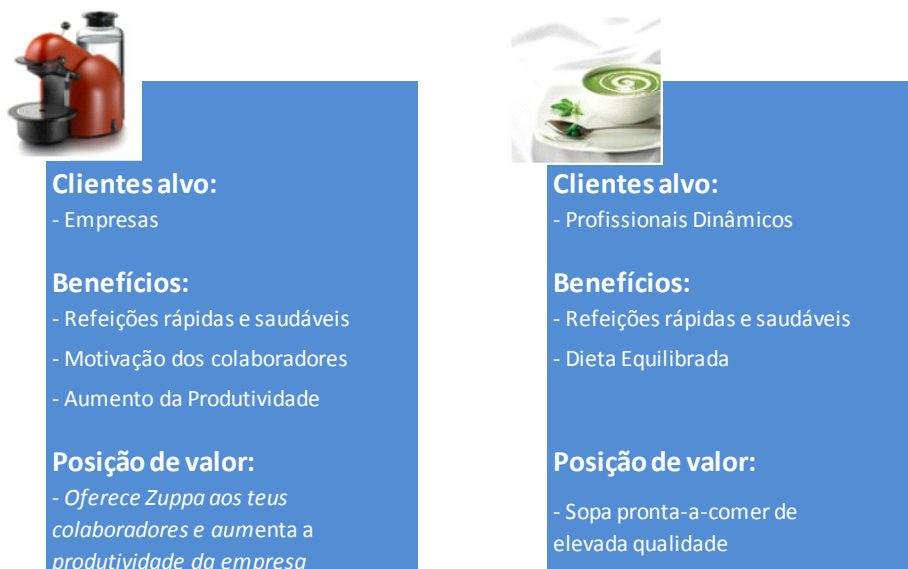 Clientes alvo:
- Empresas
Benefícios:
- Refeições rápidas e saudáveis
- Motivação dos colaboradores
- Aumento da Produtividade
Posição de valor:
- Oferece Zuppa aos teus
colaboradores e aumenta a
produtividade da empresa
Clientes alvo:
- Profissionais Dinâmicos
Benefícios:
- Refeições rápidas e saudáveis
- Dieta Equilibrada
Posição de valor:
- Sopa pronta-a-comer de
elevada qualidade